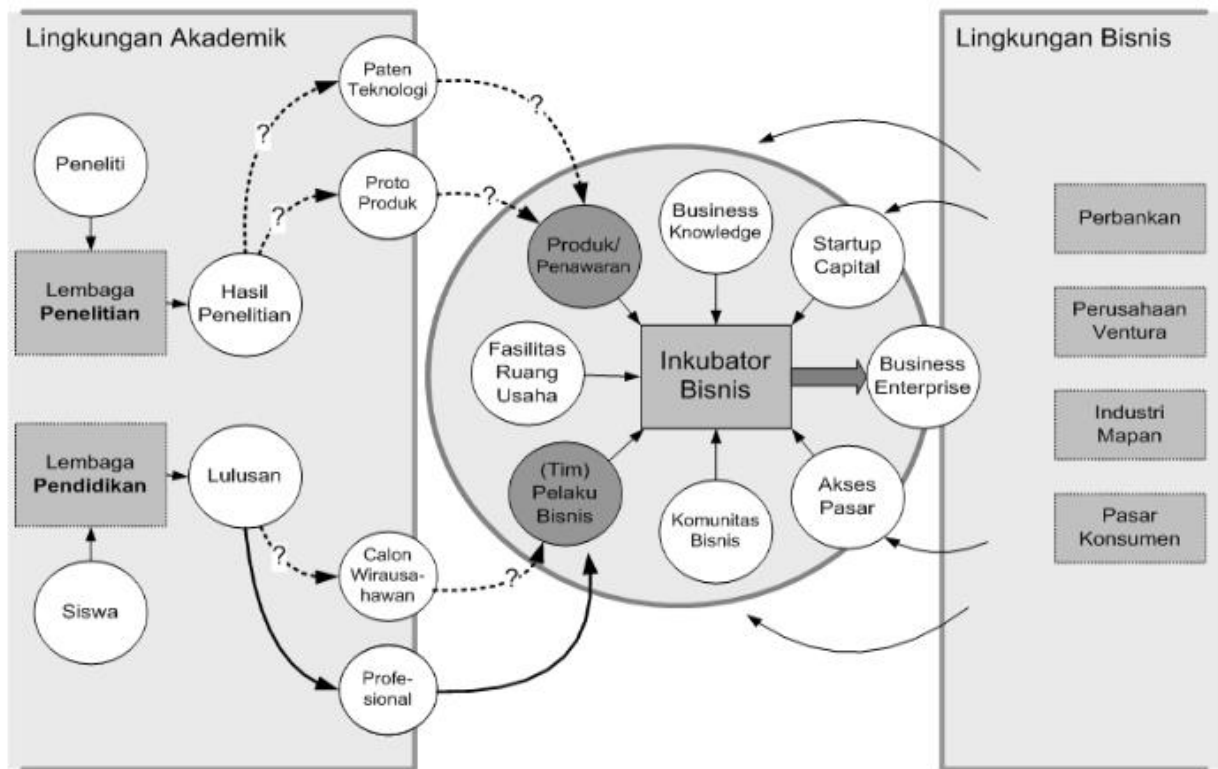 Lingkungan Akademik
Peneliti
Lembaga
Penelitian
Hasil
Penelitian
?
?
Paten
Teknologi
Proto
Produk
Lembaga
Pendidikan
Lulusan
Siswa
?
Calon
Wirausa-
hawan
Profe-
sional
?
?
?
Produk/
Penawaran
Business
Knowledge
Startup
Capital
Fasilitas
Ruang
Usaha
Inkubator
Bisnis
Business
Enterprise
(Tim)
Pelaku
Bisnis
Komunitas
Bisnis
Akses
Pasar
Lingkungan Bisnis
Perbankan
Perusahaan
Ventura
Industri
Mapan
Pasar
Konsumen